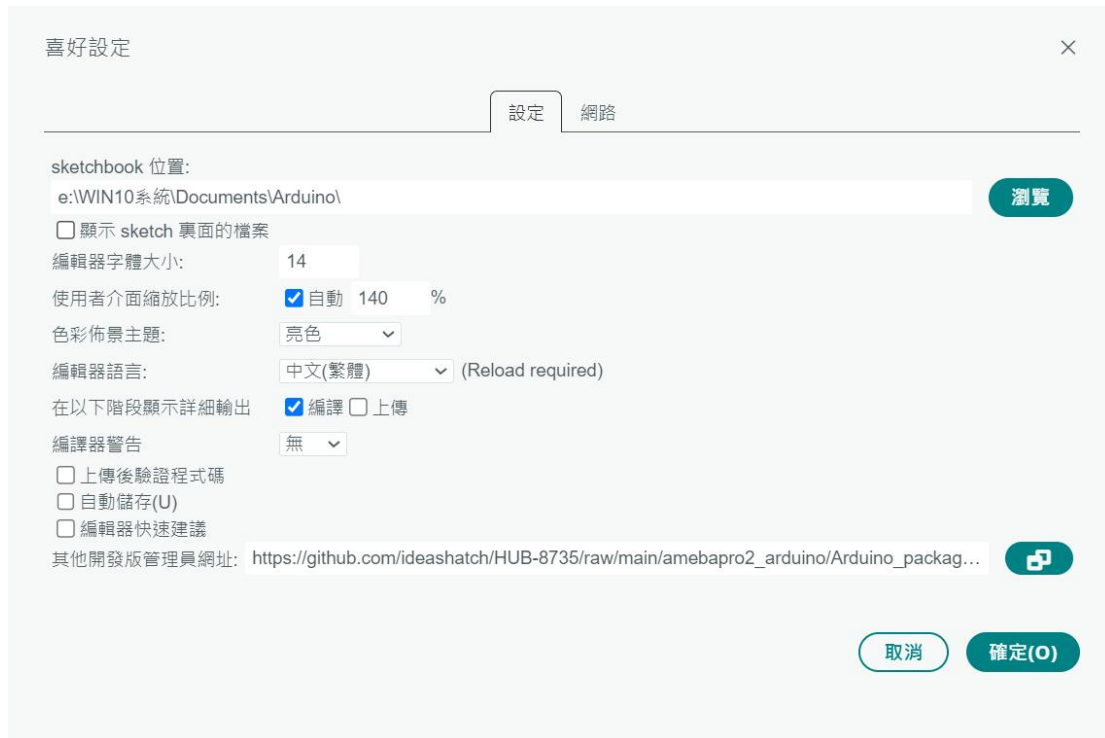 喜好設定
設定 網路
sketchbook 位置:
e:\WIN10系統\Documents\Arduino\ 瀏覽
顯示 sketch 裏面的檔案
編輯器字體大小: 14
使用者介面縮放比例: 自動 140 %
色彩佈景主題: 亮色
編輯器語言: 中文(繁體) (Reload required)
在以下階段顯示詳細輸出 編譯 上傳
編譯器警告 無
上傳後驗證程式碼
自動儲存(U)
編輯器快速建議
其他開發版管理員網址: https://github.com/ideashatch/HUB-8735/raw/main/amebapro2_arduino/Arduino_packag...
取消 確定(O)